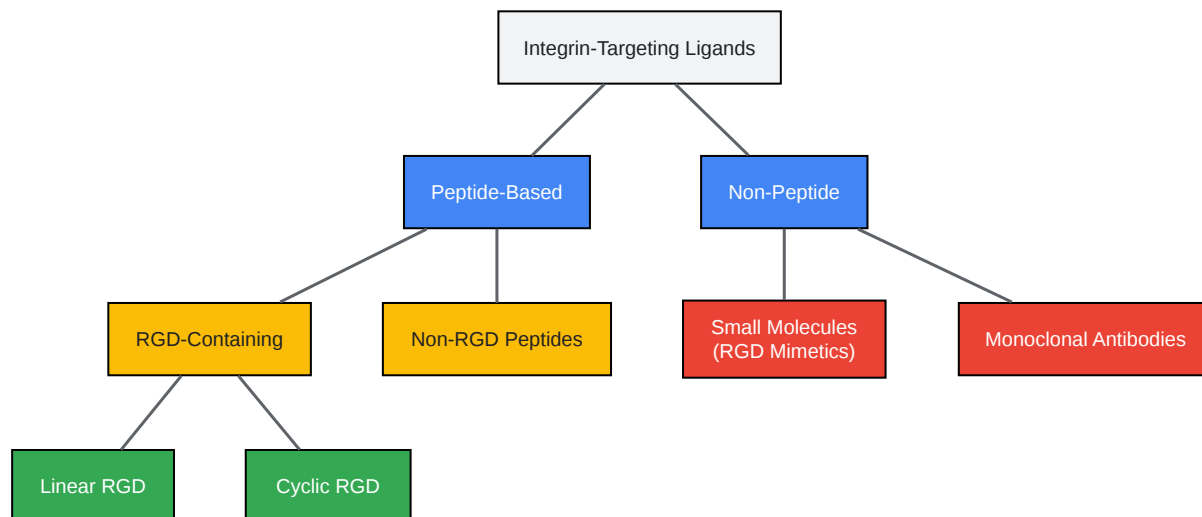 Integrin-Targeting Ligands
Peptide-Based
Non-Peptide
RGD-Containing
Non-RGD Peptides
Small Molecules
(RGD Mimetics)
Monoclonal Antibodies
Linear RGD
Cyclic RGD